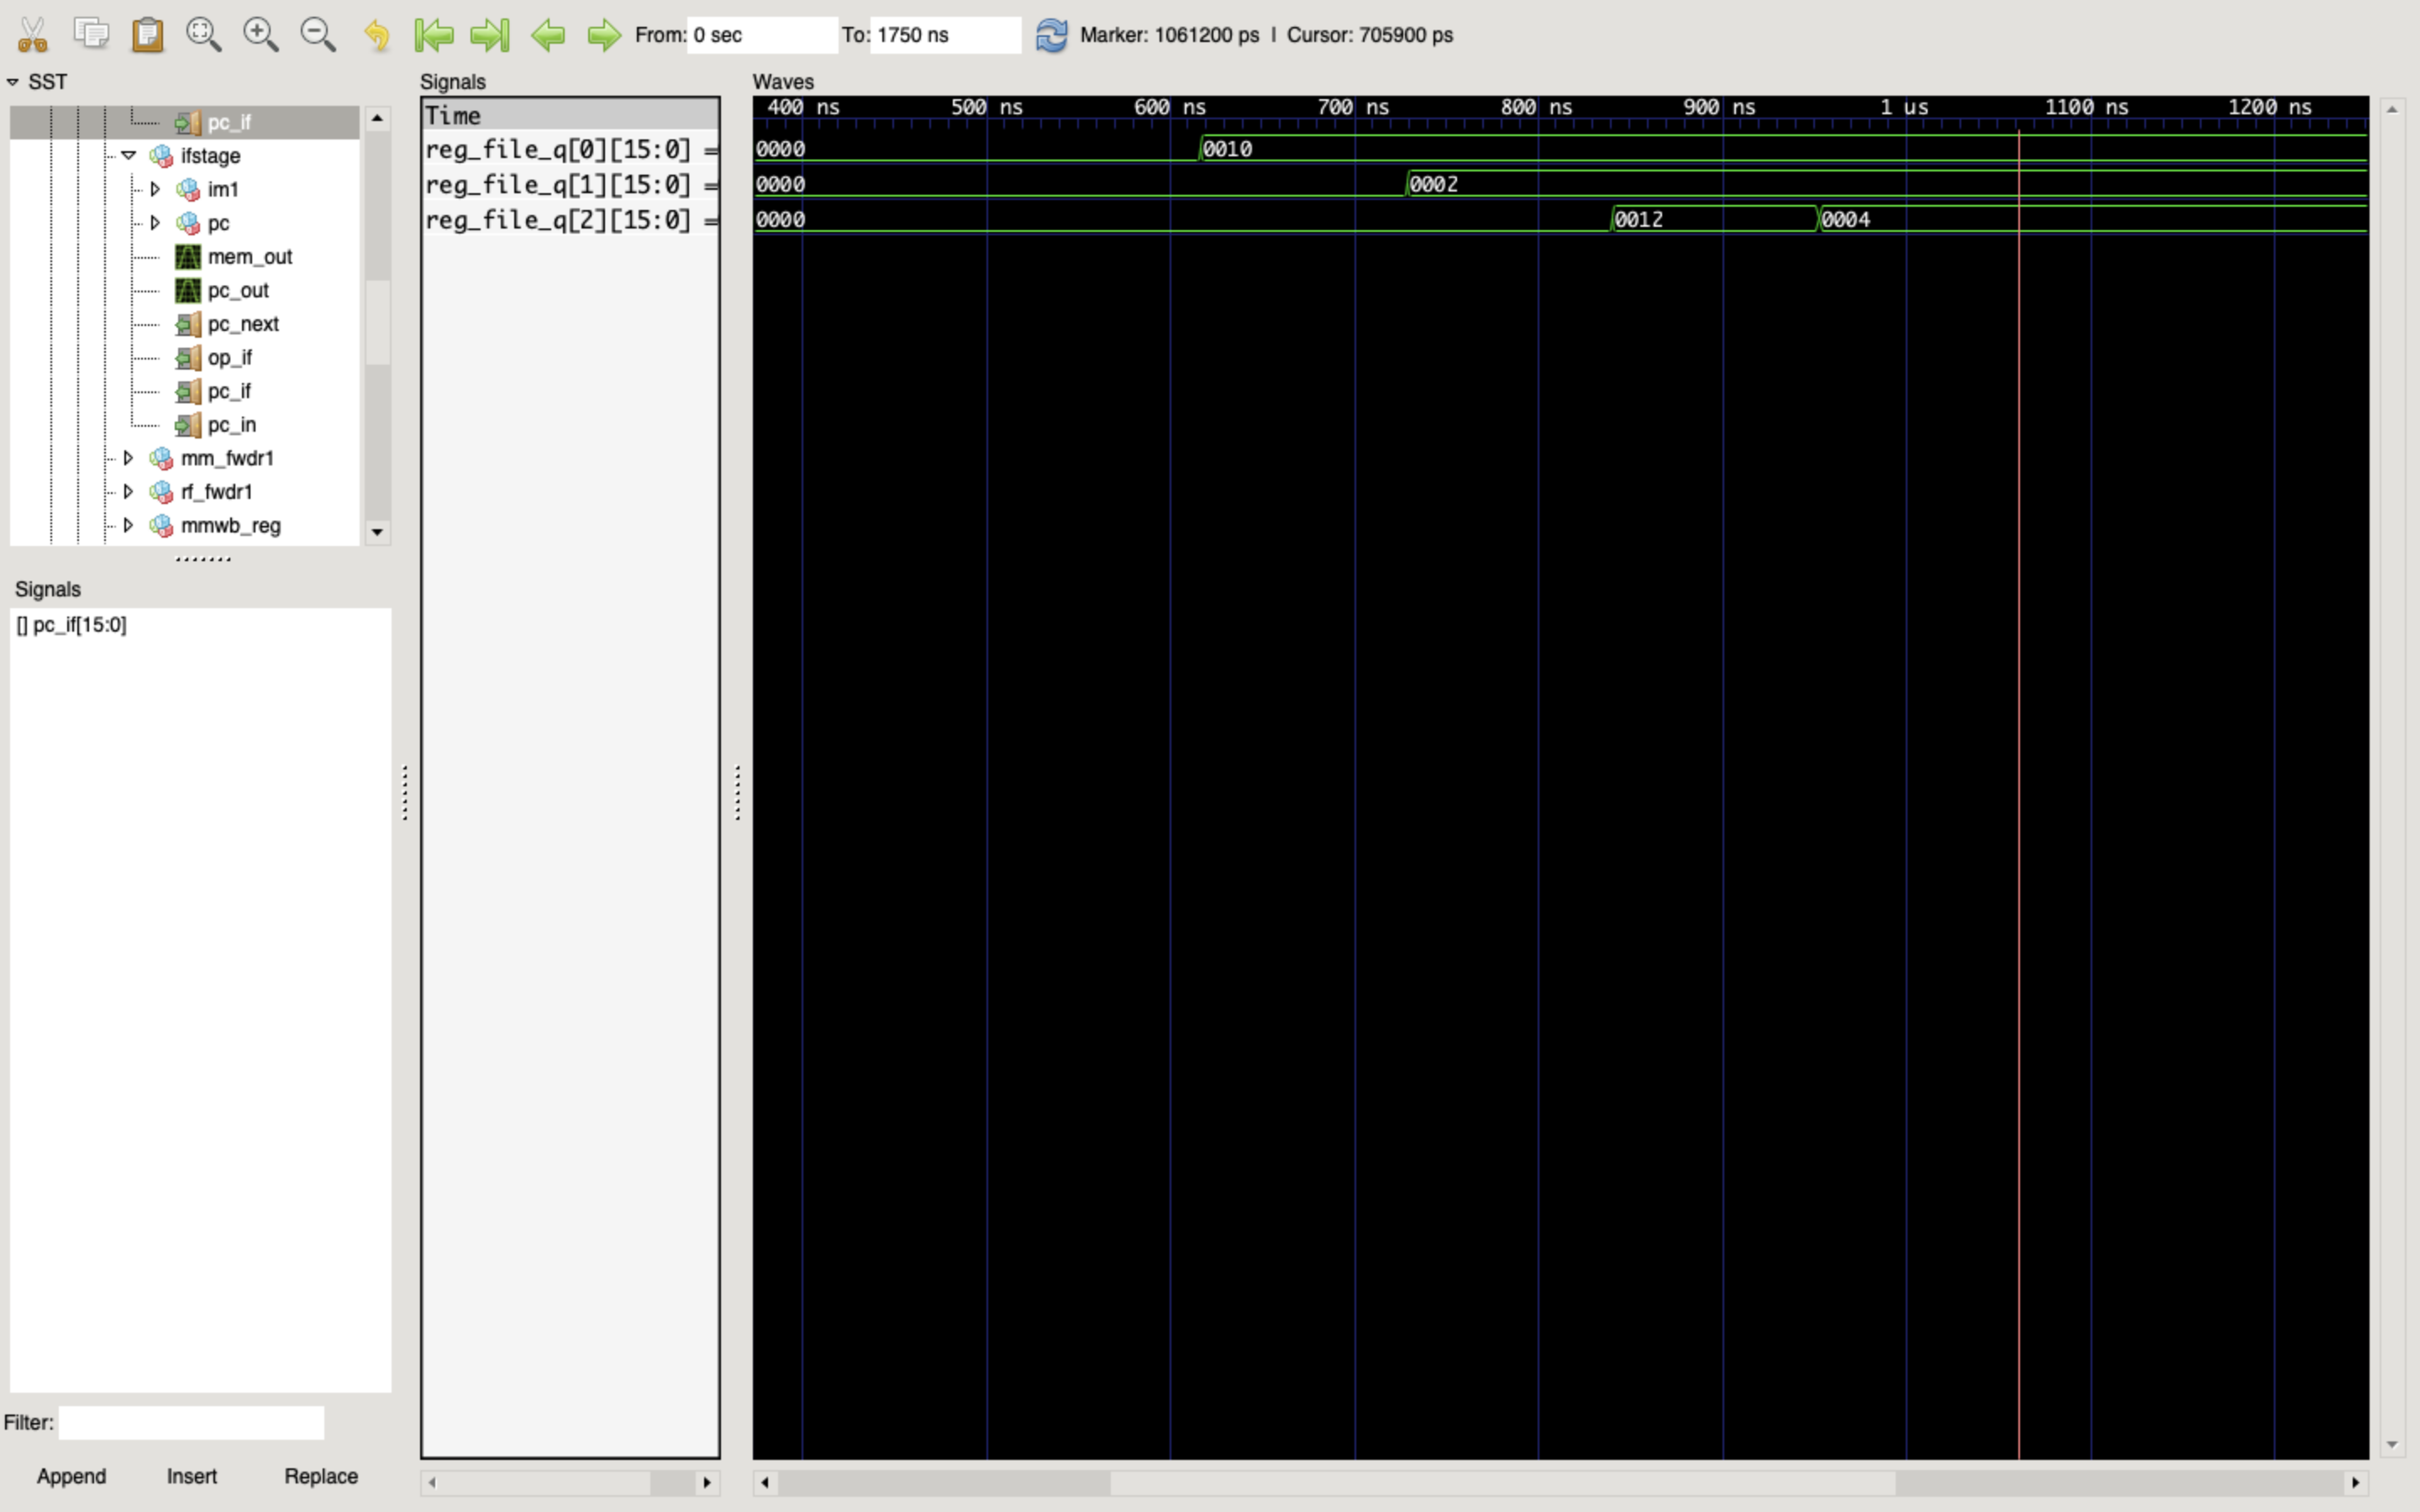 From: 0 sec To: 1750 ns Marker: 1061200 ps | Cursor: 705900 ps
SST
pc_if
ifstage
im1
pc
mem_out
pc_out
pc_next
op_if
pc_if
pc_in
mm_fwdr1
rf_fwdr1
mmwb_reg
Signals
[] pc_if[15:0]
Filter:
Append Insert Replace
Signals
Time
reg_file_q[0][15:0] =
reg_file_q[1][15:0] =
reg_file_q[2][15:0] =
Waves
400 ns 500 ns 600 ns 700 ns 800 ns 900 ns 1 us 1100 ns 1200 ns
0000 0010
0000 0002
0000 0012 0004